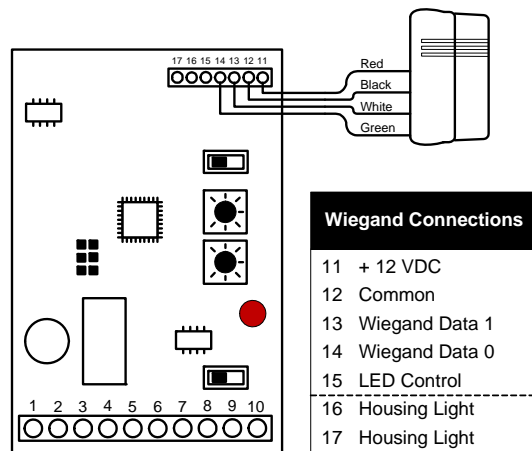 17 16 15 14 13 12 11
Red
Black
White
Green
Wiegand Connections
11 + 12 VDC
12 Common
13 Wiegand Data 1
14 Wiegand Data 0
15 LED Control
16 Housing Light
17 Housing Light
1 2 3 4 5 6 7 8 9 10